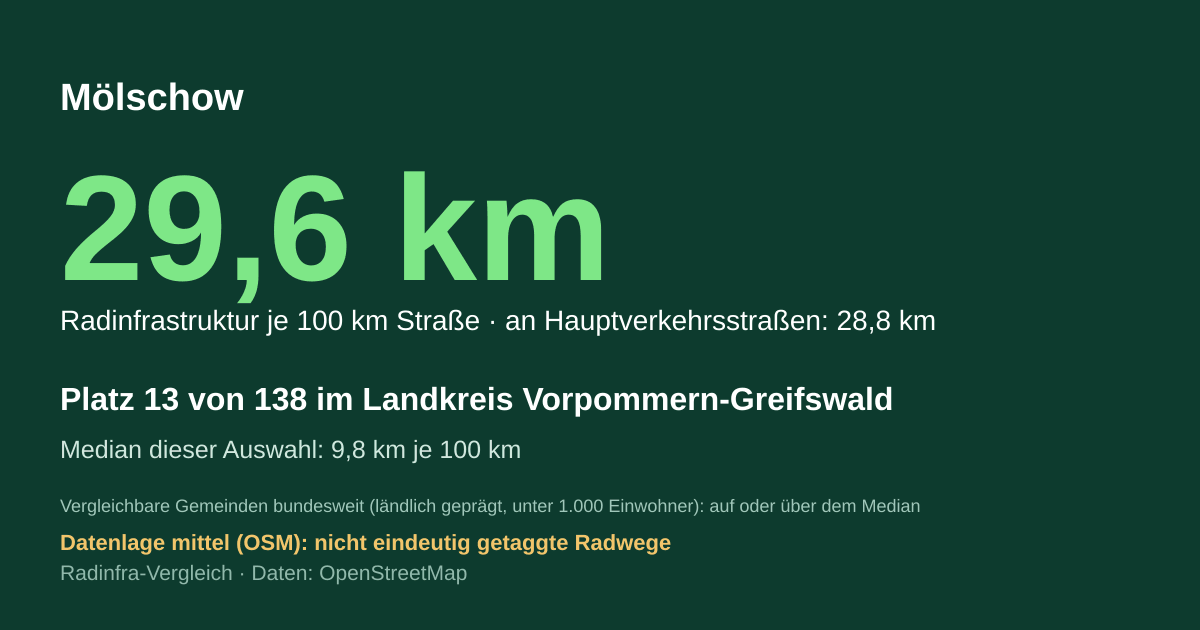 Mölschow
29,6 km
Radinfrastruktur je 100 km Straße · an Hauptverkehrsstraßen: 28,8 km
Platz 13 von 138 im Landkreis Vorpommern-Greifswald
Median dieser Auswahl: 9,8 km je 100 km
Vergleichbare Gemeinden bundesweit (ländlich geprägt, unter 1.000 Einwohner): auf oder über dem Median
Datenlage mittel (OSM): nicht eindeutig getaggte Radwege
Radinfra-Vergleich · Daten: OpenStreetMap